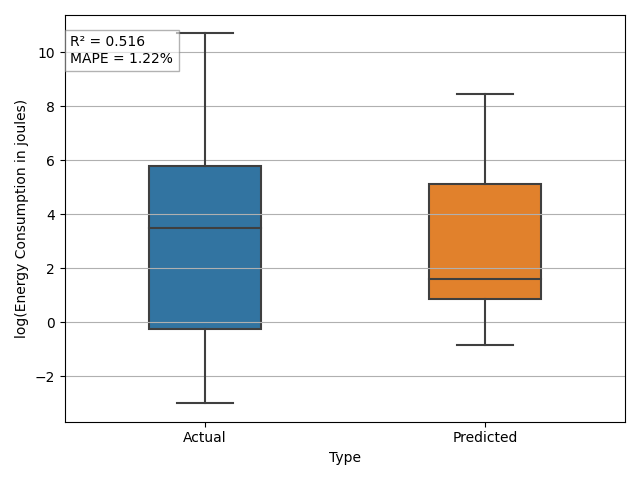 R² = 0.516
MAPE = 1.22%
10
8
6
4
2
0
−2
log(Energy Consumption in joules)
Actual
Predicted
Type